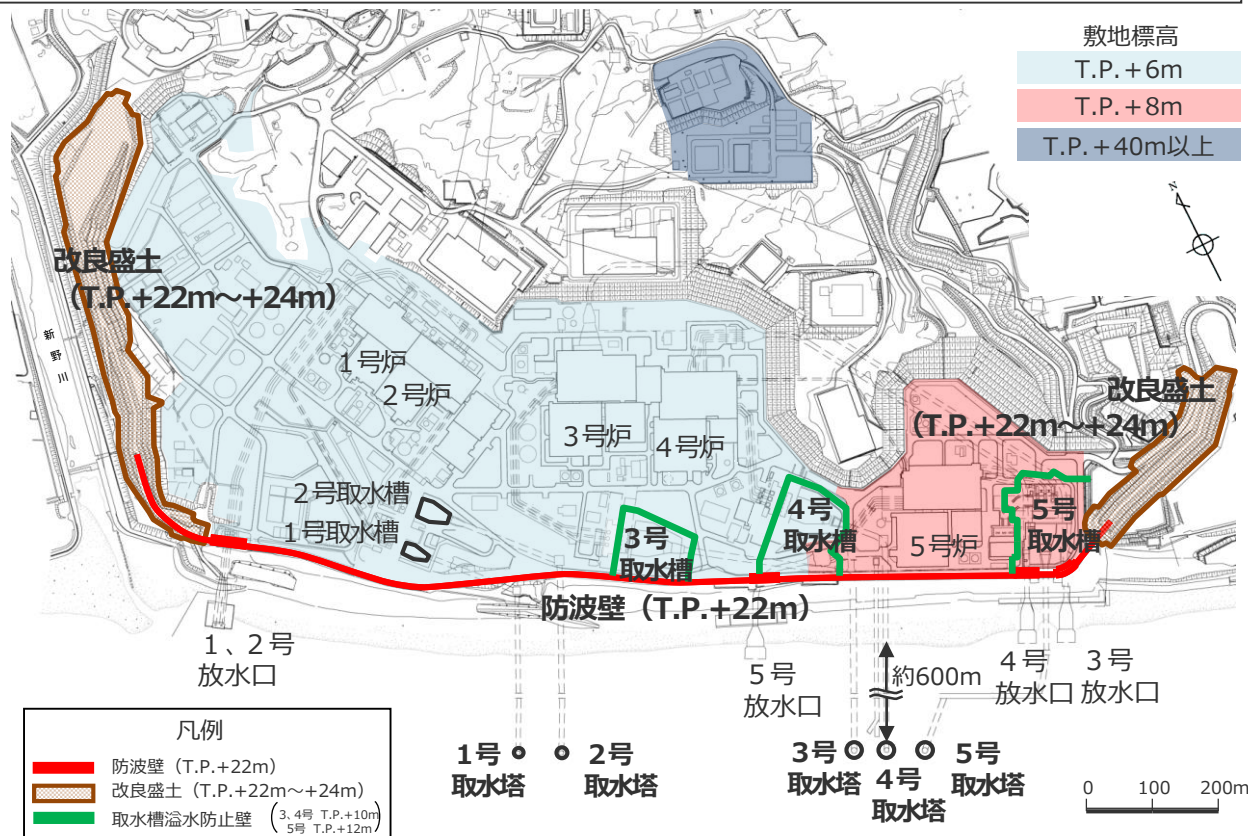 敷地標高
T.P.+6m
T.P.+8m
T.P.+40m以上
N
改良盛土
(T.P.+22m～+24m)
新野川
1号炉
2号炉
3号炉
4号炉
改良盛土
(T.P.+22m～+24m)
2号取水槽
1号取水槽
3号
取水槽
4号
取水槽
5号炉
5号
取水槽
防波壁（T.P.+22m）
1、2号
放水口
5号
放水口
約600m
4号
放水口
3号
放水口
1号
取水塔
2号
取水塔
3号
取水塔
4号
取水塔
5号
取水塔
凡例
防波壁（T.P.+22m）
改良盛土（T.P.+22m～+24m）
取水槽溢水防止壁
(3、4号 T.P.+10m
5号 T.P.+12m)
0 100 200m